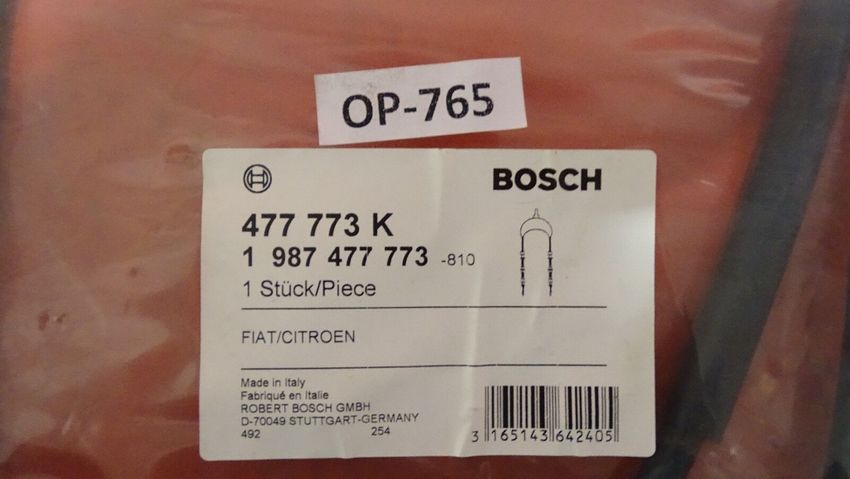 OP-765
BOSCH
477 773 K
1 987 477 773 -810
1 Stück/Piece
FIAT/CITROEN
Made in Italy
Fabriqué en Italie
ROBERT BOSCH GMBH
D-70049 STUTTGART-GERMANY
492 254
3 165143 642405